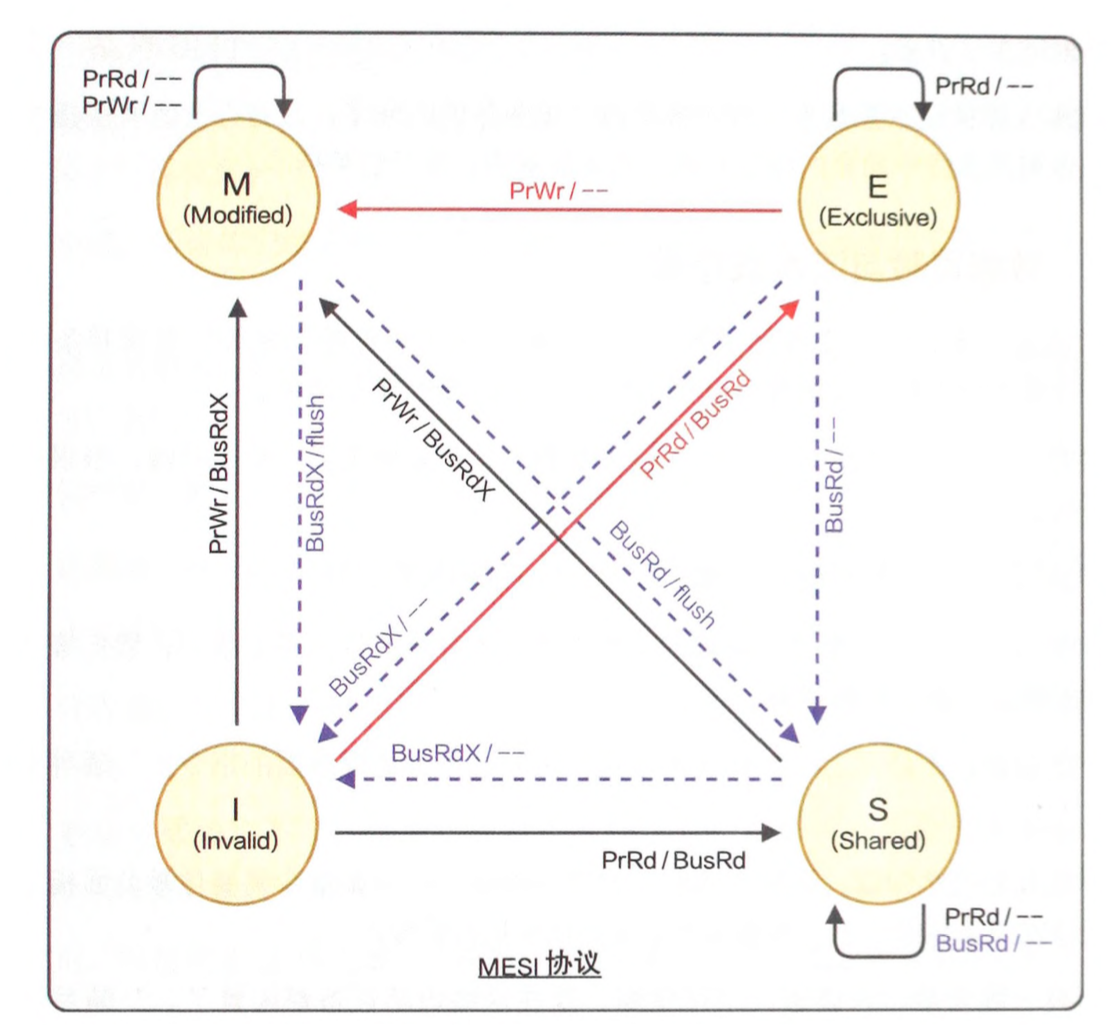 PrRd / --
PrWr / --
PrRd / --
M
(Modified)
E
(Exclusive)
PrWr / --
PrWr / BusRdX
BusRdX / flush
PrWr / BusRdX
PrRd / BusRd
BusRd / --
BusRd / flush
BusRdX / --
BusRdX / --
I
(Invalid)
S
(Shared)
PrRd / BusRd
PrRd / --
BusRd / --
MESI 协议